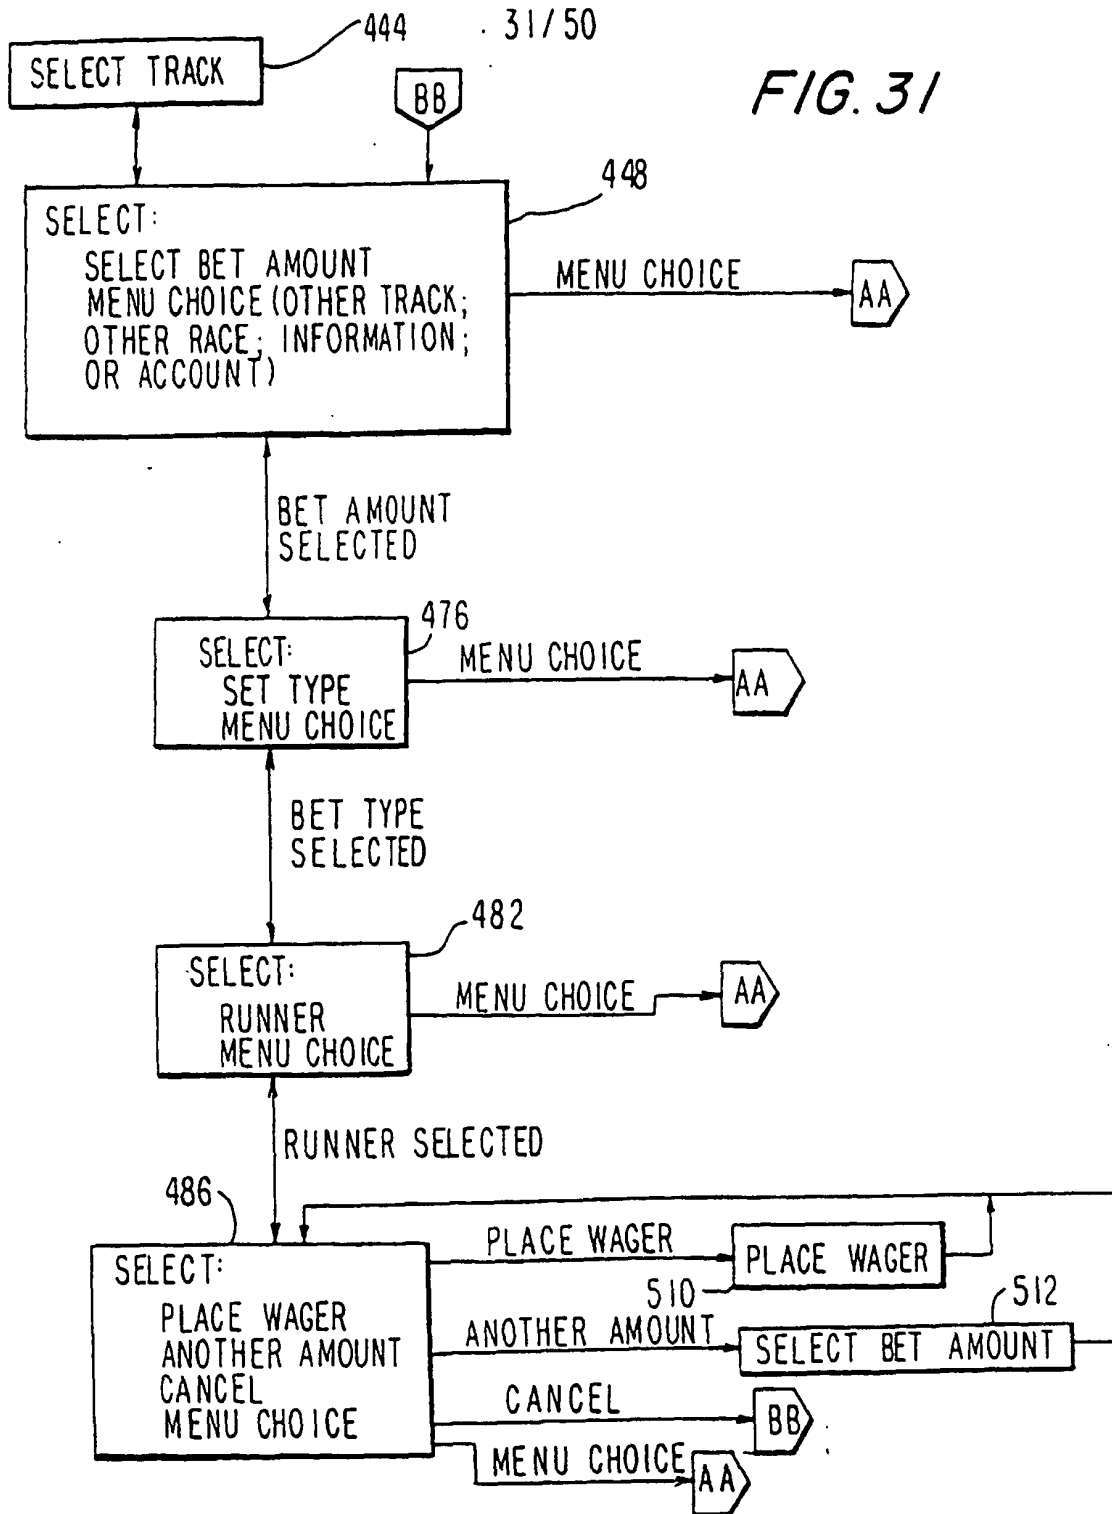 444
31/50
FIG. 31
SELECT TRACK
BB
448
SELECT:
SELECT BET AMOUNT
MENU CHOICE (OTHER TRACK;
OTHER RACE; INFORMATION;
OR ACCOUNT)
MENU CHOICE
AA
BET AMOUNT
SELECTED
476
SELECT:
SET TYPE
MENU CHOICE
MENU CHOICE
AA
BET TYPE
SELECTED
482
SELECT:
RUNNER
MENU CHOICE
MENU CHOICE
AA
RUNNER SELECTED
486
SELECT:
PLACE WAGER
ANOTHER AMOUNT
CANCEL
MENU CHOICE
PLACE WAGER
PLACE WAGER
510
512
ANOTHER AMOUNT
SELECT BET AMOUNT
CANCEL
BB
MENU CHOICE
AA